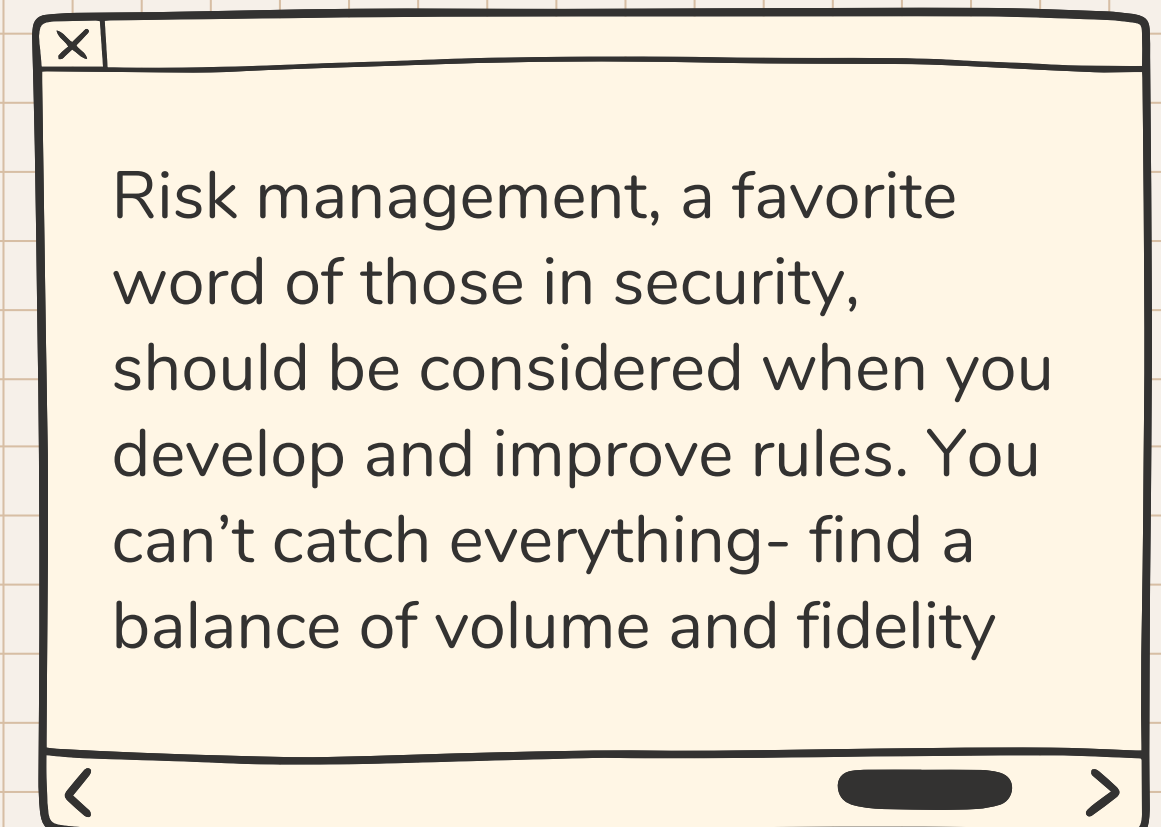 Risk management, a favorite
word of those in security,
should be considered when you
develop and improve rules. You
can’t catch everything- find a
balance of volume and fidelity